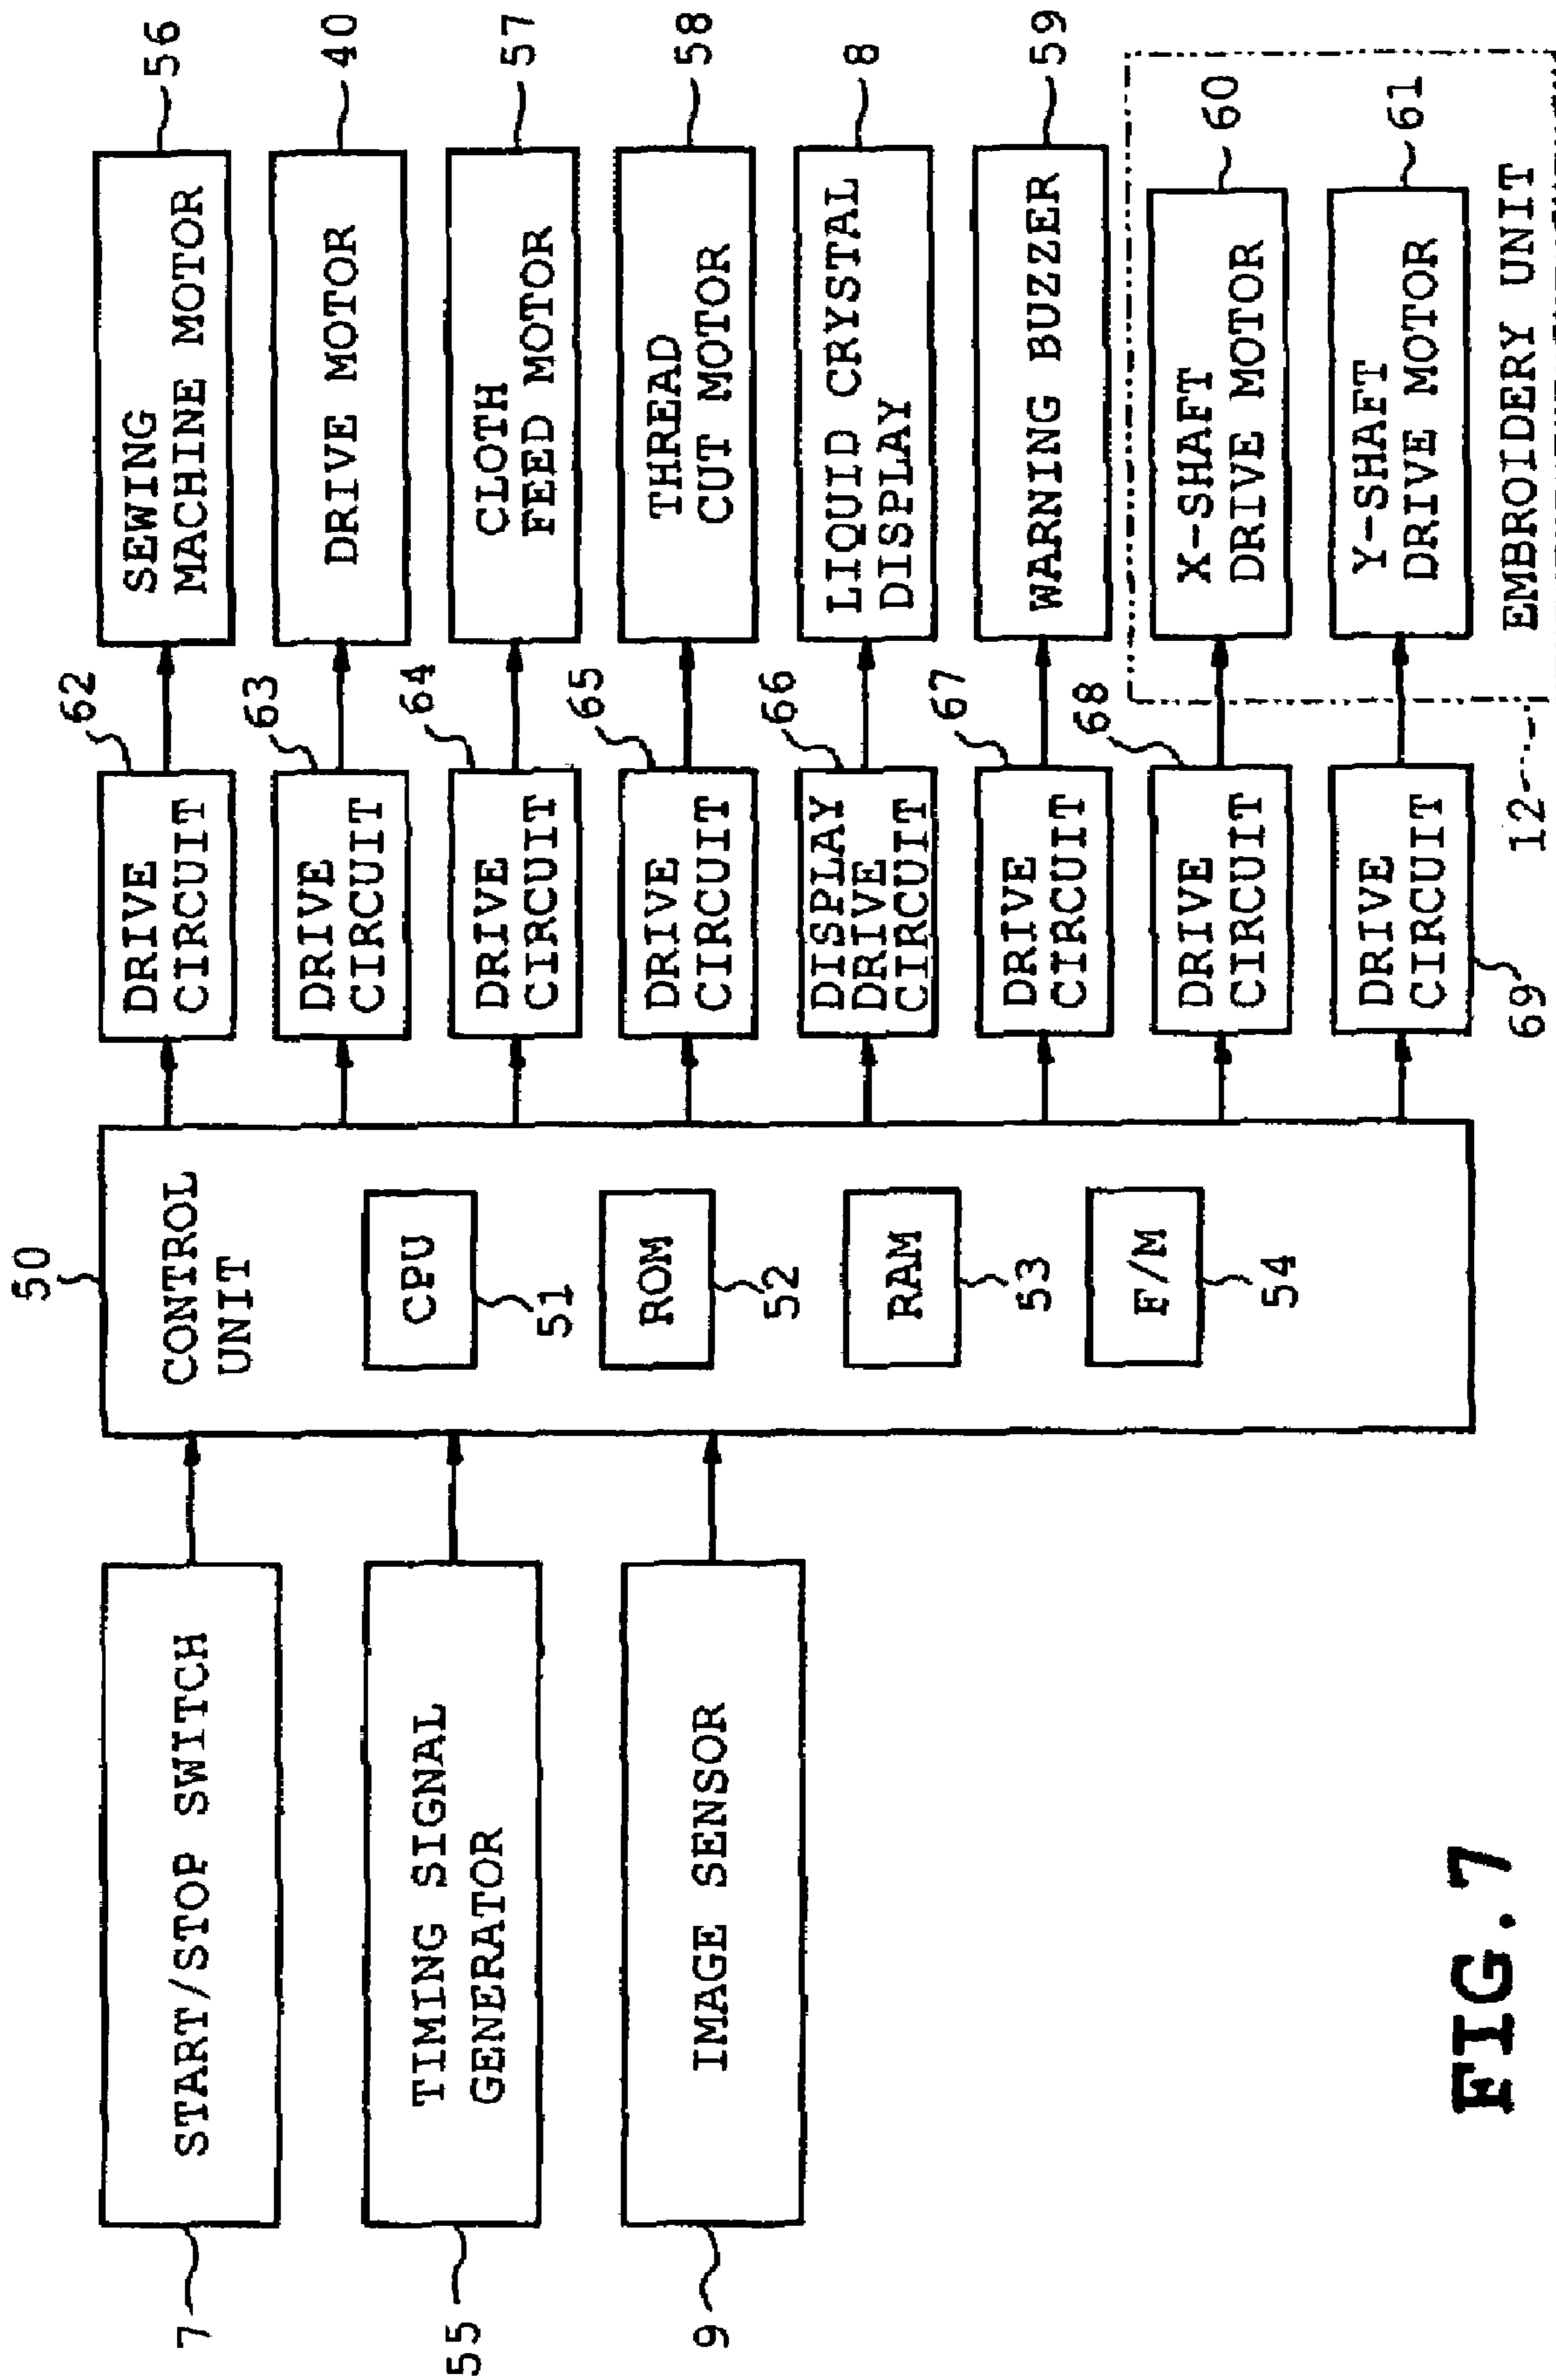 50
CONTROL
UNIT
CPU
51
ROM
52
RAM
53
F/M
54
START/STOP SWITCH
7
TIMING SIGNAL
GENERATOR
55
IMAGE SENSOR
9
DRIVE
CIRCUIT
62
SEWING
MACHINE MOTOR
56
DRIVE
CIRCUIT
63
DRIVE MOTOR
40
DRIVE
CIRCUIT
64
CLOTH
FEED MOTOR
57
DRIVE
CIRCUIT
65
THREAD
CUT MOTOR
58
DISPLAY
DRIVE
CIRCUIT
66
LIQUID CRYSTAL
DISPLAY
8
DRIVE
CIRCUIT
67
WARNING BUZZER
59
DRIVE
CIRCUIT
68
X-SHAFT
DRIVE MOTOR
60
DRIVE
CIRCUIT
69
Y-SHAFT
DRIVE MOTOR
61
12
EMBROIDERY UNIT
FIG.7